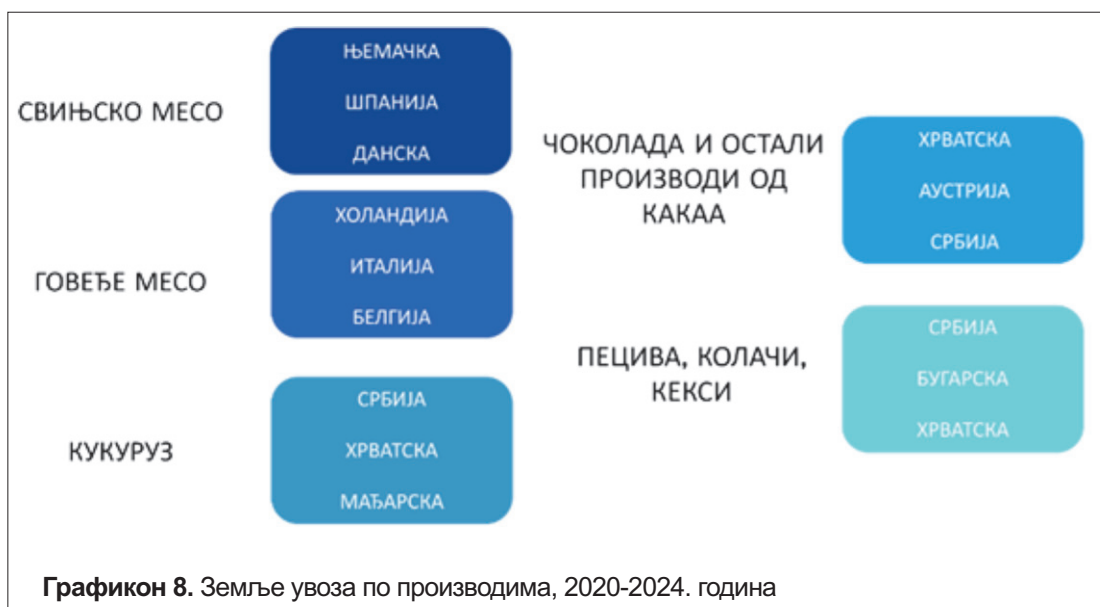 СВИЊСКО МЕСО
ЊЕМАЧКА
ШПАНИЈА
ДАНСКА
ГОВЕЂЕ МЕСО
ХОЛАНДИЈА
ИТАЛИЈА
БЕЛГИЈА
КУКУРУЗ
СРБИЈА
ХРВАТСКА
МАЂАРСКА
ЧОКОЛАДА И ОСТАЛИ
ПРОИЗВОДИ ОД
КАКАА
ХРВАТСКА
АУСТРИЈА
СРБИЈА
ПЕЦИВА, КОЛАЧИ,
КЕКСИ
СРБИЈА
БУГАРСКА
ХРВАТСКА
Графикон 8. Земље увоза по производима, 2020-2024. година